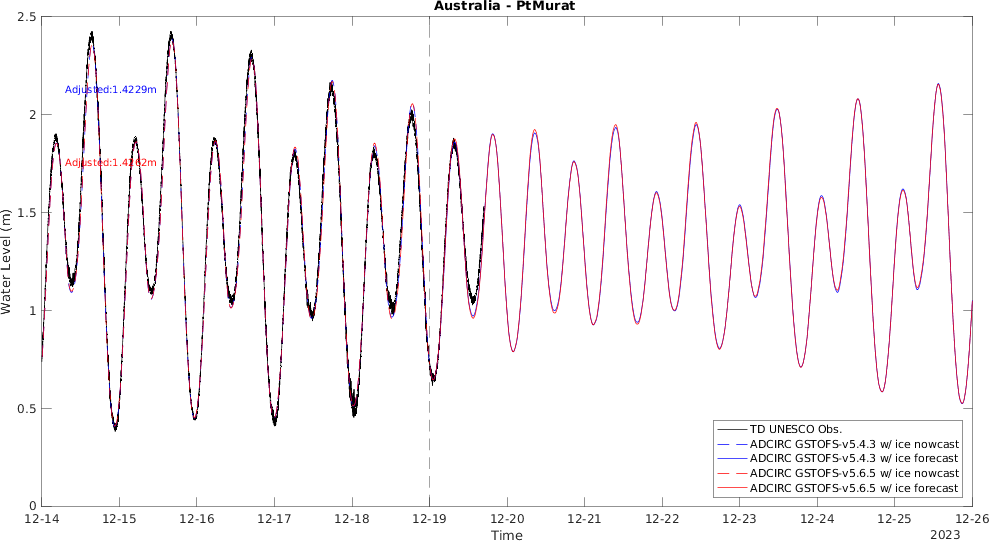 Australia - PtMurat
2.5
2
1.5
1
0.5
0
Water Level (m)
Adjusted:1.4229m
Adjusted:1.4262m
TD UNESCO Obs.
ADCIRC GSTOFS-v5.4.3 w/ ice nowcast
ADCIRC GSTOFS-v5.4.3 w/ ice forecast
ADCIRC GSTOFS-v5.6.5 w/ ice nowcast
ADCIRC GSTOFS-v5.6.5 w/ ice forecast
12-14 12-15 12-16 12-17 12-18 12-19 12-20 12-21 12-22 12-23 12-24 12-25 12-26
Time
2023